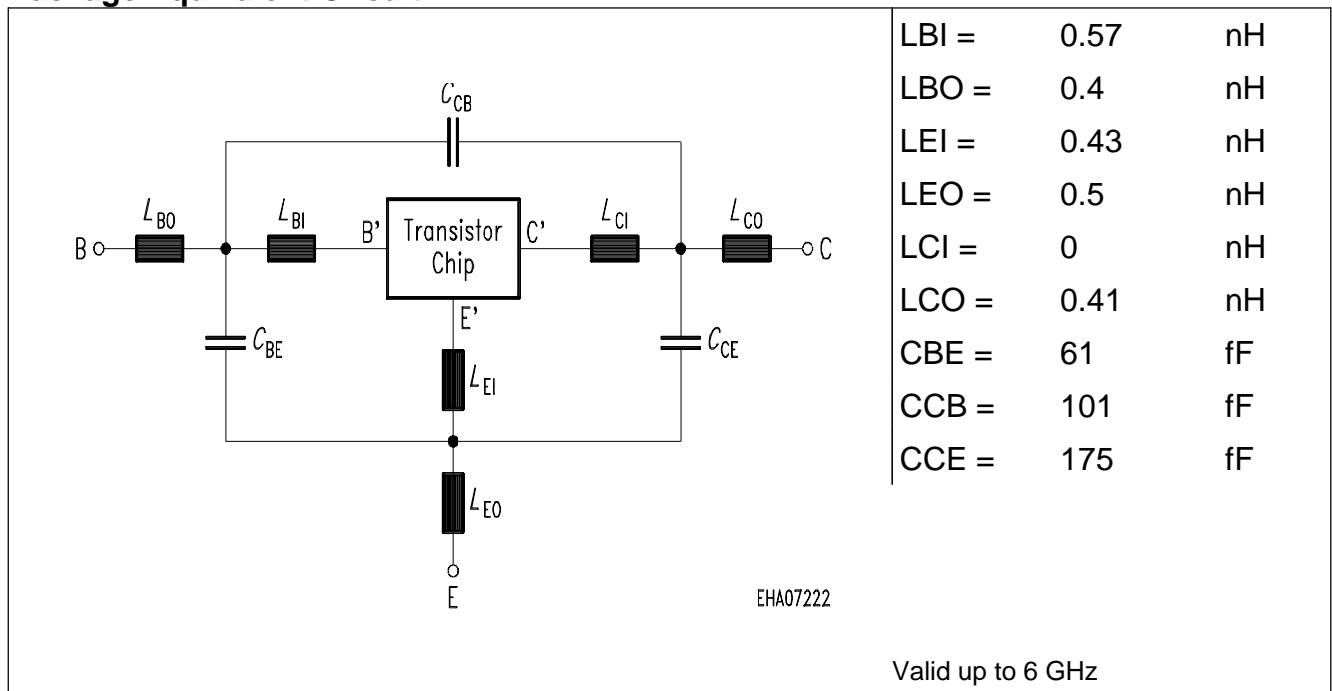 LBI = 0.57 nH
LBO = 0.4 nH
LEI = 0.43 nH
LEO = 0.5 nH
LCI = 0 nH
LCO = 0.41 nH
CBE = 61 fF
CCB = 101 fF
CCE = 175 fF
Valid up to 6 GHz
C_CB
L_BO
L_BI
B'
Transistor
Chip
C'
L_CI
L_CO
B
C
E'
C_BE
C_CE
L_EI
L_EO
E
EHA07222